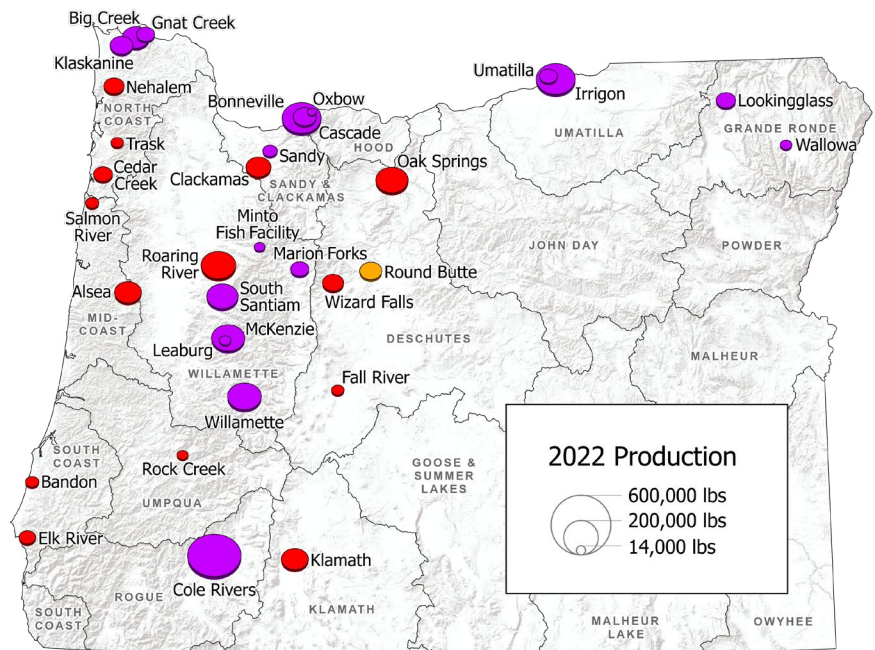 Big Creek
Gnat Creek
Klaskanine
Nehalem
NORTH
COAST
Trask
Cedar
Creek
Salmon
River
Bonneville
Oxbow
Cascade
HOOD
Sandy
Clackamas
SANDY &
CLACKAMAS
Oak Springs
Umatilla
Irrigon
UMATILLA
Lookingglass
GRANDE RONDE
Wallowa
Minto
Fish Facility
Marion Forks
Roaring
River
South
Santiam
Alsea
MID-
COAST
McKenzie
Leaburg
WILLAMETTE
Willamette
Round Butte
Wizard Falls
JOHN DAY
POWDER
DESCHUTES
MALHEUR
Fall River
SOUTH
COAST
Rock Creek
Bandon
UMPQUA
GOOSE &
SUMMER
LAKES
Elk River
Cole Rivers
ROGUE
Klamath
KLAMATH
SOUTH
COAST
2022 Production
600,000 lbs
200,000 lbs
14,000 lbs
MALHEUR
LAKE
OWYHEE